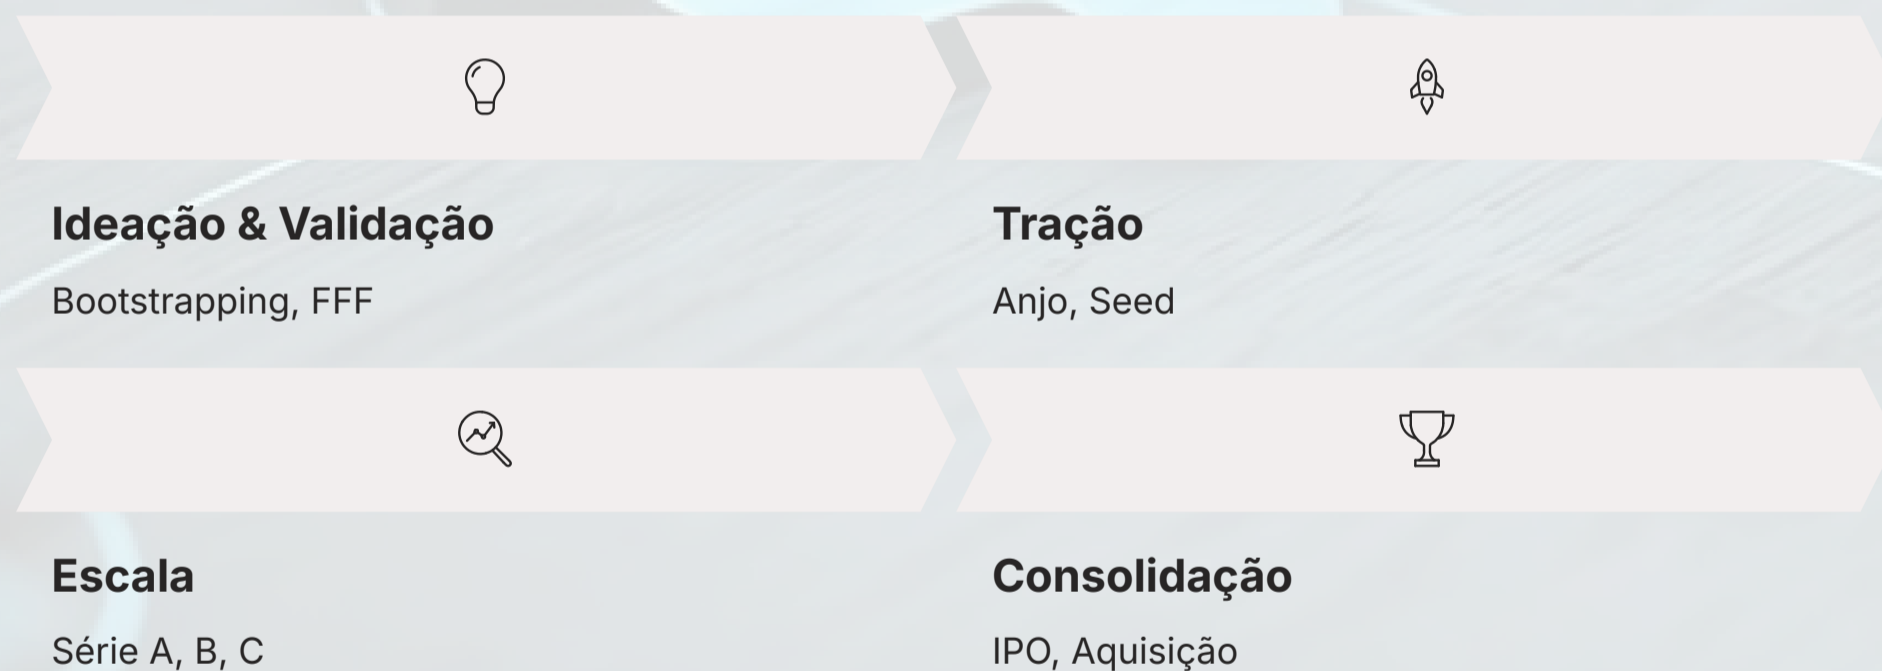 Ideação & Validação
Bootstrapping, FFF
Tração
Anjo, Seed
Escala
Série A, B, C
Consolidação
IPO, Aquisição